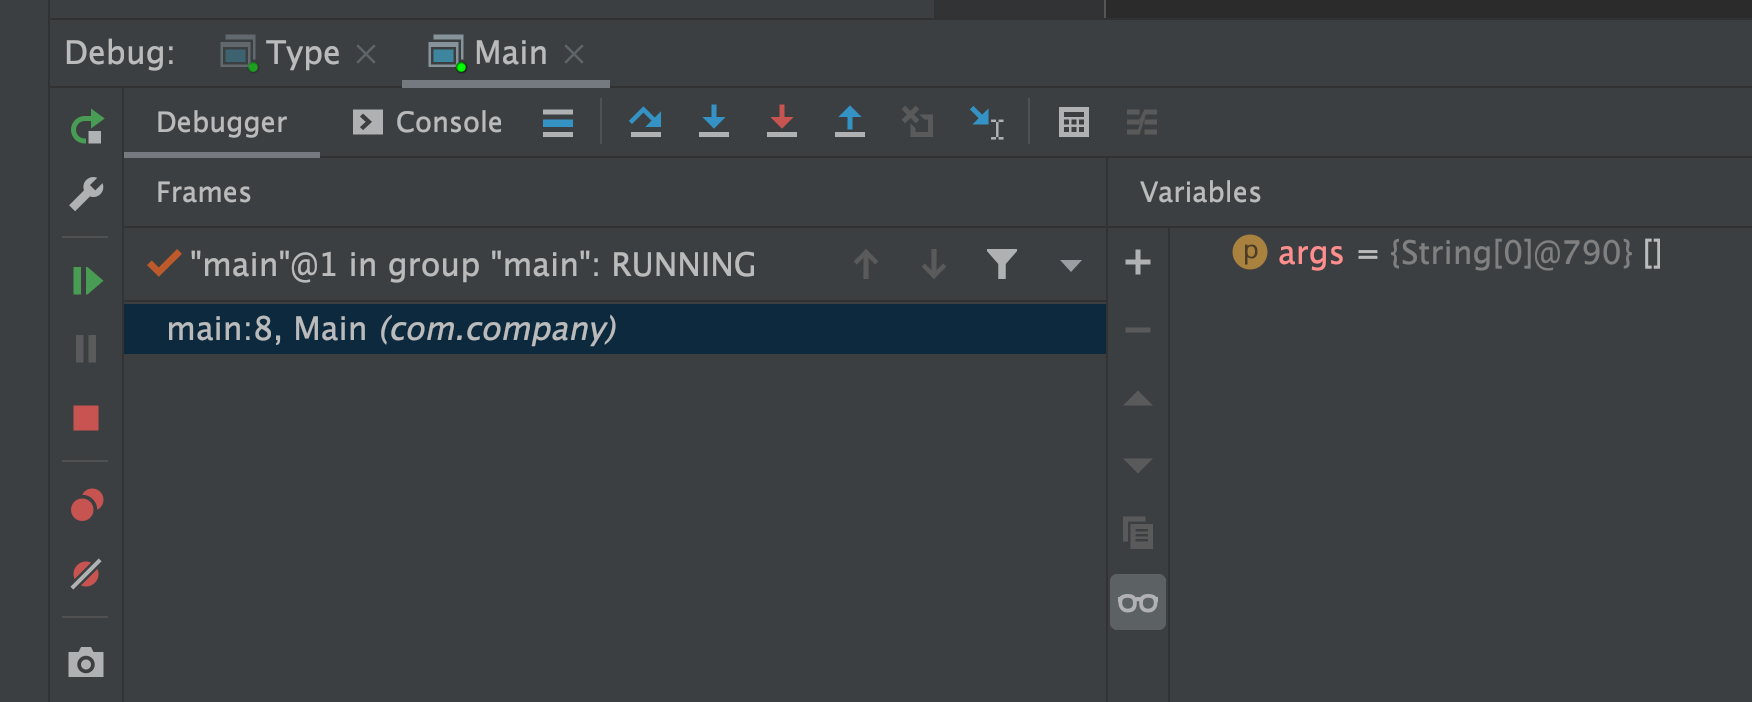 Debug: Type Main
Debugger Console
Frames
Variables
"main"@1 in group "main": RUNNING
p args = {String[0]@790} []
main:8, Main (com.company)